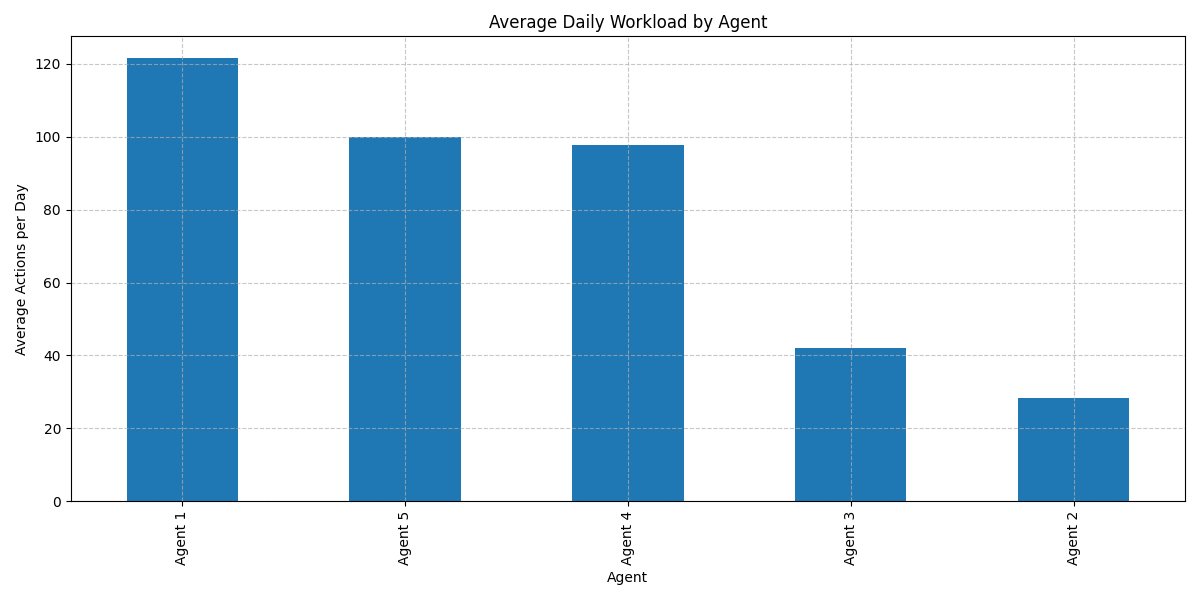 Average Daily Workload by Agent
Average Actions per Day
120
100
80
60
40
20
0
Agent 1
Agent 5
Agent 4
Agent 3
Agent 2
Agent